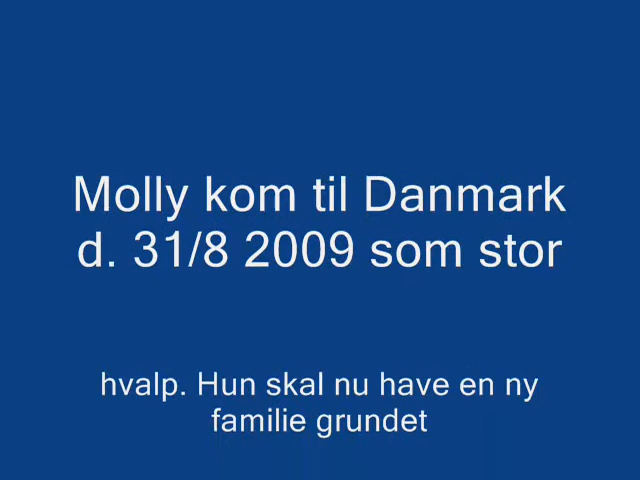 Molly kom til Danmark
d. 31/8 2009 som stor
hvalp. Hun skal nu have en ny
familie grundet